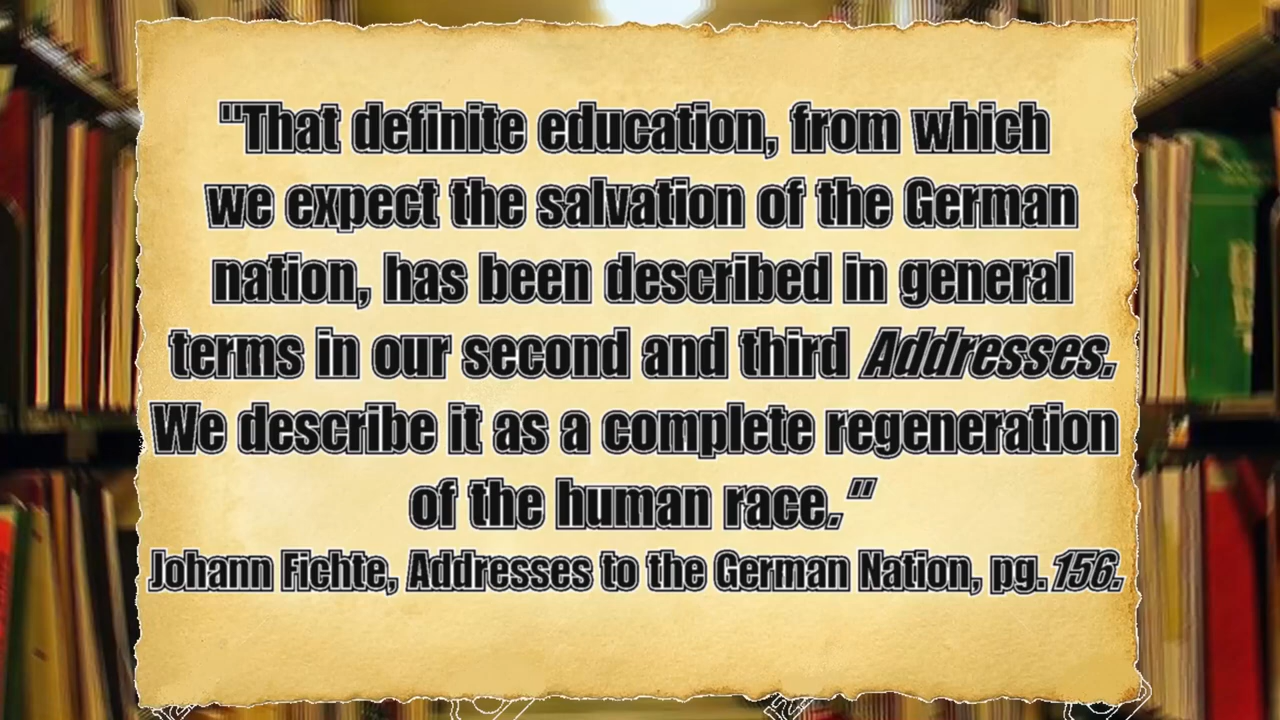 "That definite education, from which
we expect the salvation of the German
nation, has been described in general
terms in our second and third Addresses.
We describe it as a complete regeneration
of the human race."
Johann Fichte, Addresses to the German Nation, pg. 156.